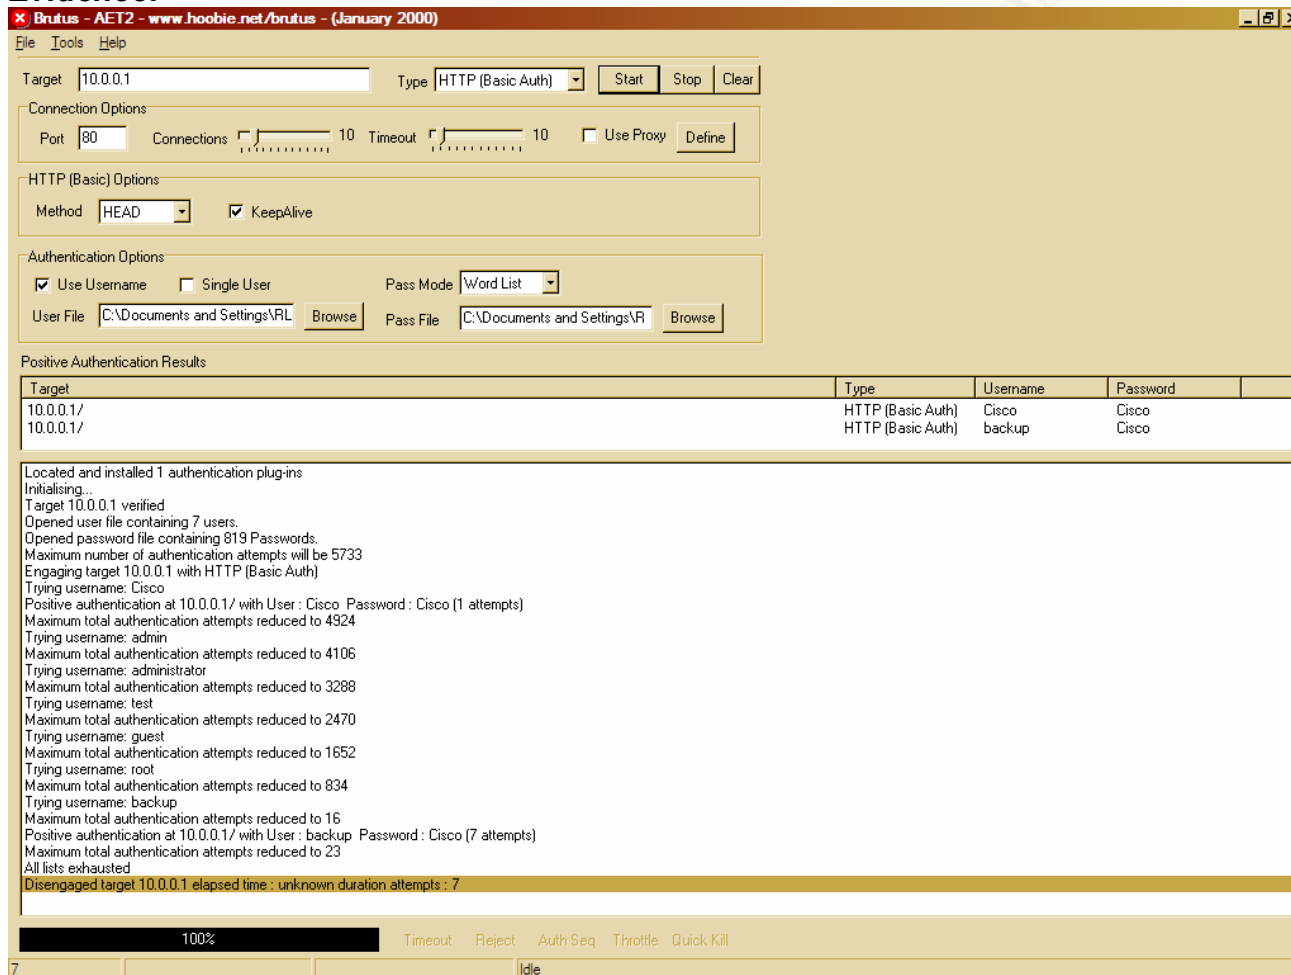 Brutus - AET2 - www.hoobie.net/brutus - (January 2000)
File Tools Help
Target 10.0.0.1 Type HTTP (Basic Auth) Start Stop Clear
Connection Options
Port 80 Connections 10 Timeout 10 Use Proxy Define
HTTP (Basic) Options
Method HEAD KeepAlive
Authentication Options
Use Username Single User Pass Mode Word List
User File C:\Documents and Settings\RL Browse Pass File C:\Documents and Settings\R Browse
Positive Authentication Results
Target Type Username Password
10.0.0.1/ HTTP (Basic Auth) Cisco Cisco
10.0.0.1/ HTTP (Basic Auth) backup Cisco
Located and installed 1 authentication plug-ins
Initialising...
Target 10.0.0.1 verified
Opened user file containing 7 users.
Opened password file containing 819 Passwords.
Maximum number of authentication attempts will be 5733
Engaging target 10.0.0.1 with HTTP (Basic Auth)
Trying username: Cisco
Positive authentication at 10.0.0.1/ with User : Cisco Password : Cisco (1 attempts)
Maximum total authentication attempts reduced to 4924
Trying username: admin
Maximum total authentication attempts reduced to 4106
Trying username: administrator
Maximum total authentication attempts reduced to 3288
Trying username: test
Maximum total authentication attempts reduced to 2470
Trying username: guest
Maximum total authentication attempts reduced to 1652
Trying username: root
Maximum total authentication attempts reduced to 834
Trying username: backup
Maximum total authentication attempts reduced to 16
Positive authentication at 10.0.0.1/ with User : backup Password : Cisco (7 attempts)
Maximum total authentication attempts reduced to 23
All lists exhausted
Disengaged target 10.0.0.1 elapsed time : unknown duration attempts : 7
100% Timeout Reject Auth Seq Throttle Quick Kill
7 Idle